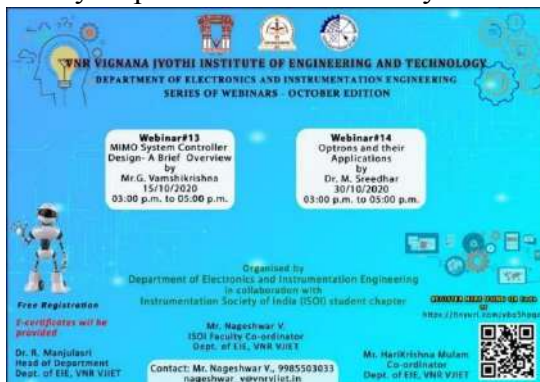 VNR VIGNANA JYOTHI INSTITUTE OF ENGINEERING AND TECHNOLOGY
DEPARTMENT OF ELECTRONICS AND INSTRUMENTATION ENGINEERING
SERIES OF WEBINARS - OCTOBER EDITION
Webinar#13
MIMO System Controller
Design- A Brief Overview
by
Mr.G. Vamshikrishna
15/10/2020
03:00 p.m. to 05:00 p.m.
Webinar#14
Optrons and their
Applications
by
Dr. M. Sreedhar
30/10/2020
03:00 p.m. to 05:00 p.m.
Organised by
Department of Electronics and Instrumentation Engineering
in collaboration with
Instrumentation Society of India (ISOI) student chapter
Free Registration
E-certificates will be
provided
Dr. R. Manjulasri
Head of Department
Dept. of EIE, VNR VJIET
Mr. Nageshwar V.
ISOI Faculty Co-ordinator
Dept. of EIE, VNR VJIET
Contact: Mr. Nageshwar V., 9985503033
REGISTER HERE QR Code
or
Mr. HariKrishna Mulam
Co-ordinator
Dept. of EIE, VNR VJIET